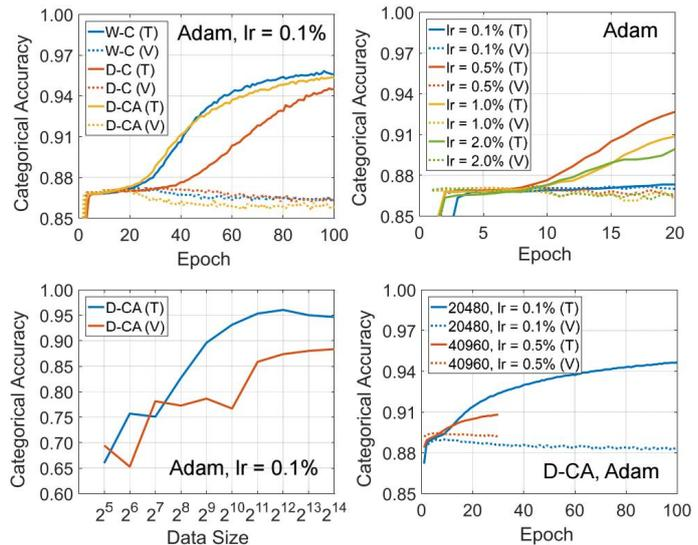 1.00
0.97
0.94
0.91
0.88
0.85
Categorical Accuracy
W-C (T)
W-C (V)
D-C (T)
D-C (V)
D-CA (T)
D-CA (V)
Adam, lr = 0.1%
0 20 40 60 80 100
Epoch
1.00
0.97
0.94
0.91
0.88
0.85
Categorical Accuracy
lr = 0.1% (T)
lr = 0.1% (V)
lr = 0.5% (T)
lr = 0.5% (V)
lr = 1.0% (T)
lr = 1.0% (V)
lr = 2.0% (T)
lr = 2.0% (V)
Adam
0 5 10 15 20
Epoch
1.00
0.95
0.90
0.85
0.80
0.75
0.70
0.65
0.60
Categorical Accuracy
D-CA (T)
D-CA (V)
Adam, lr = 0.1%
2^5 2^6 2^7 2^8 2^9 2^10 2^11 2^12 2^13 2^14
Data Size
1.00
0.97
0.94
0.91
0.88
0.85
Categorical Accuracy
20480, lr = 0.1% (T)
20480, lr = 0.1% (V)
40960, lr = 0.5% (T)
40960, lr = 0.5% (V)
D-CA, Adam
0 20 40 60 80 100
Epoch